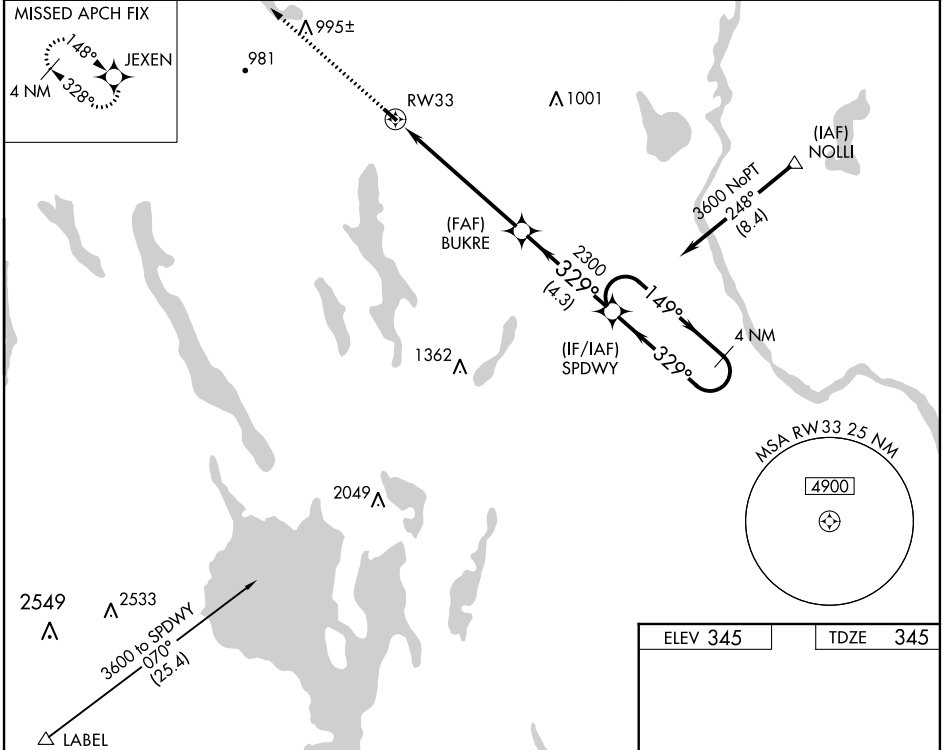 MISSED APCH FIX
148°
JEXEN
4 NM
328°
995±
981
RW33
1001
(IAF)
NOLLI
3600 NoPT
248°
(8.4)
(FAF)
BUKRE
2300
329°
(4.3)
149°
4 NM
(IF/IAF)
SPDWY
329°
1362
MSA RW33 25 NM
4900
2049
2549
2533
3600 to SPDWY
070°
(25.4)
LABEL
ELEV 345
TDZE 345